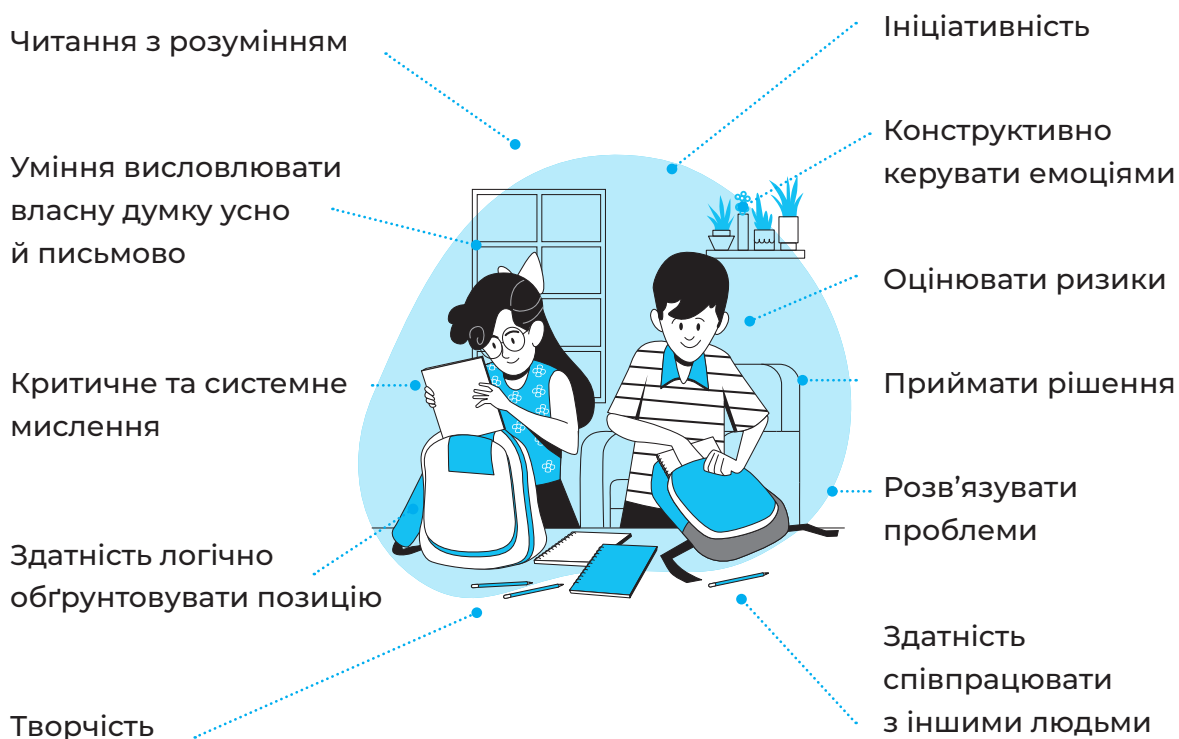 Читання з розумінням
Уміння висловлювати
власну думку усно
й письмово
Критичне та системне
мислення
Здатність логічно
обґрунтовувати позицію
Творчість
Ініціативність
Конструктивно
керувати емоціями
Оцінювати ризики
Приймати рішення
Розв’язувати
проблеми
Здатність
співпрацювати
з іншими людьми